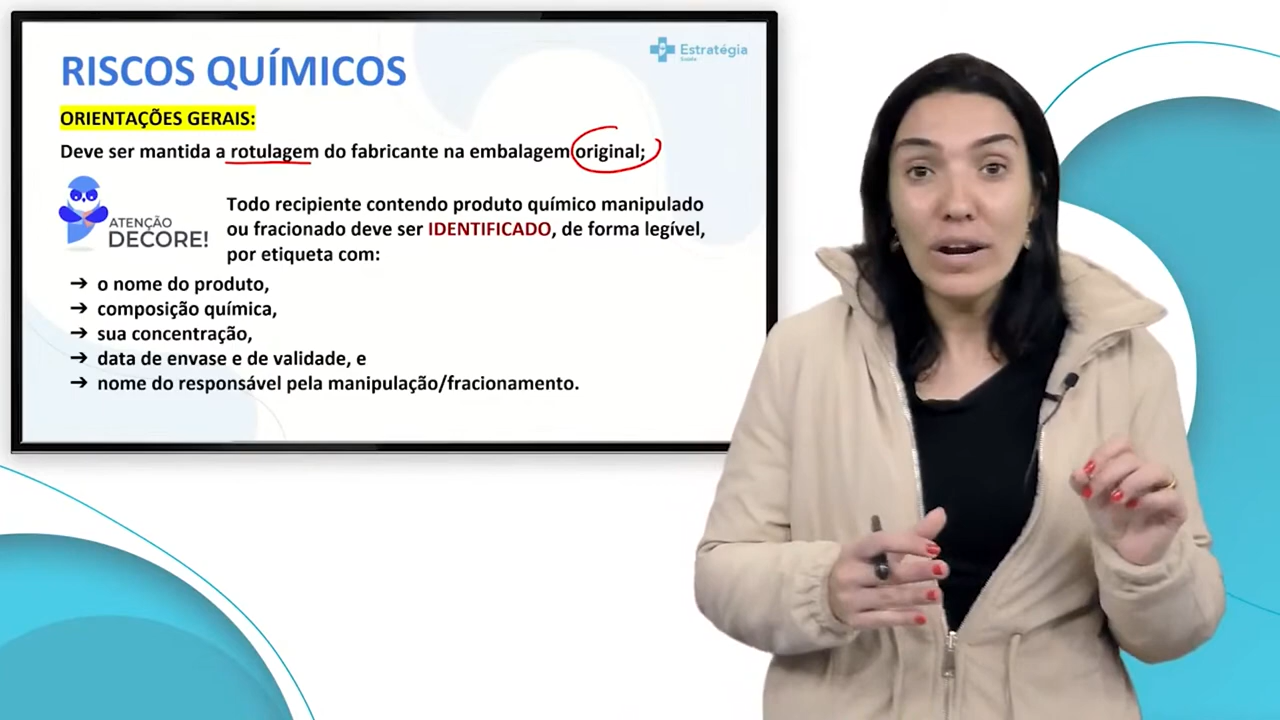 Estratégia
Saúde
RISCOS QUÍMICOS
ORIENTAÇÕES GERAIS:
Deve ser mantida a rotulagem do fabricante na embalagem original;
ATENÇÃO
DECORE!
Todo recipiente contendo produto químico manipulado
ou fracionado deve ser IDENTIFICADO, de forma legível,
por etiqueta com:
➔ o nome do produto,
➔ composição química,
➔ sua concentração,
➔ data de envase e de validade, e
➔ nome do responsável pela manipulação/fracionamento.